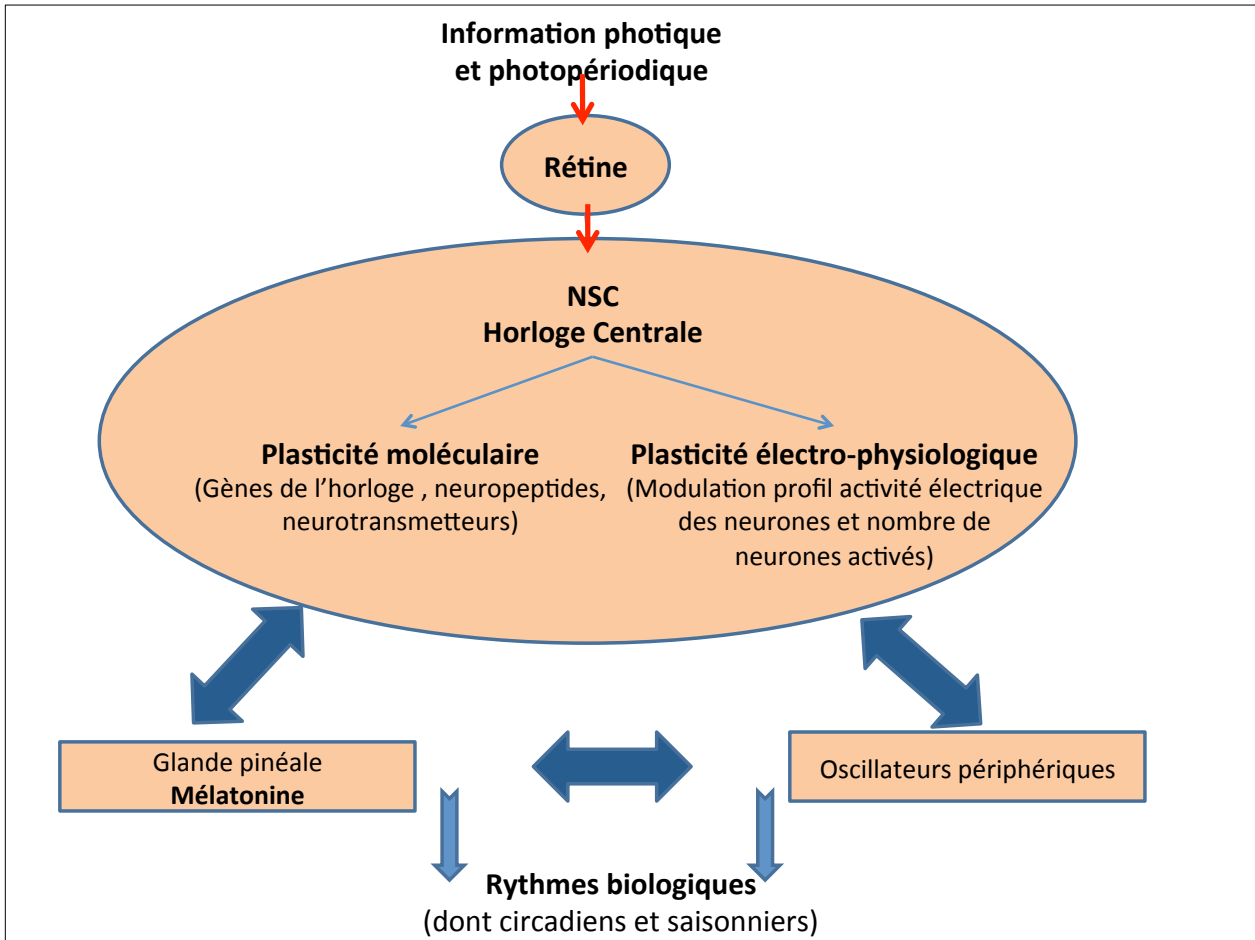 Information photique
et photopériodique
Rétine
NSC
Horloge Centrale
Plasticité moléculaire
(Gènes de l'horloge , neuropeptides,
neurotransmetteurs)
Plasticité électro-physiologique
(Modulation profil activité électrique
des neurones et nombre de
neurones activés)
Glande pinéale
Mélatonine
Oscillateurs périphériques
Rythmes biologiques
(dont circadiens et saisonniers)